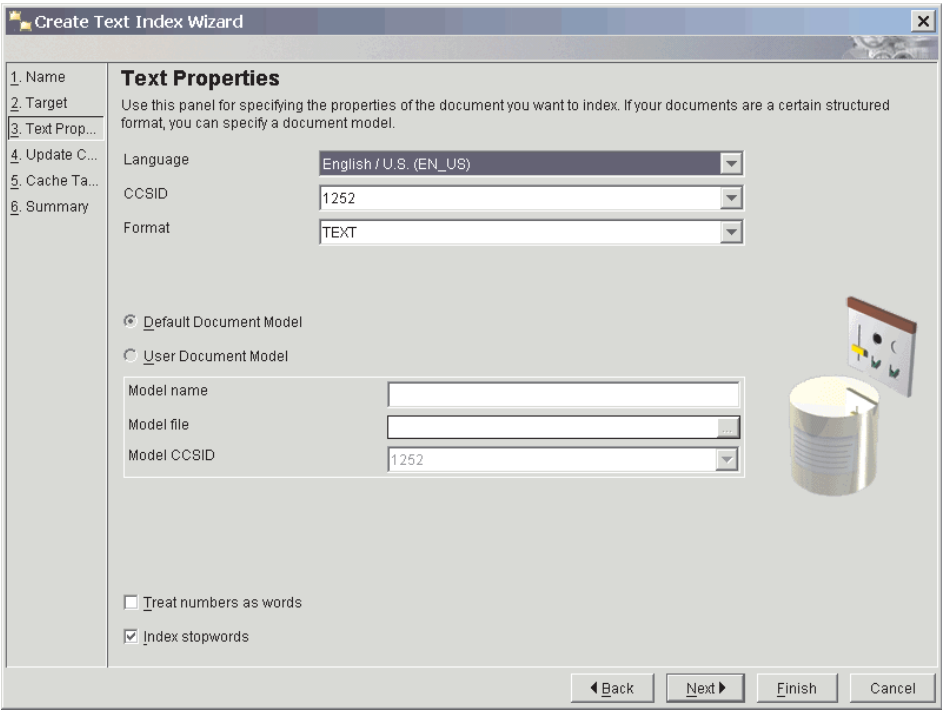 Create Text Index Wizard
1. Name
2. Target
3. Text Prop...
4. Update C...
5. Cache Ta...
6. Summary
Text Properties
Use this panel for specifying the properties of the document you want to index. If your documents are a certain structured
format, you can specify a document model.
Language English / U.S. (EN_US)
CCSID 1252
Format TEXT
Default Document Model
User Document Model
Model name
Model file ...
Model CCSID 1252
Treat numbers as words
Index stopwords
Back Next Finish Cancel